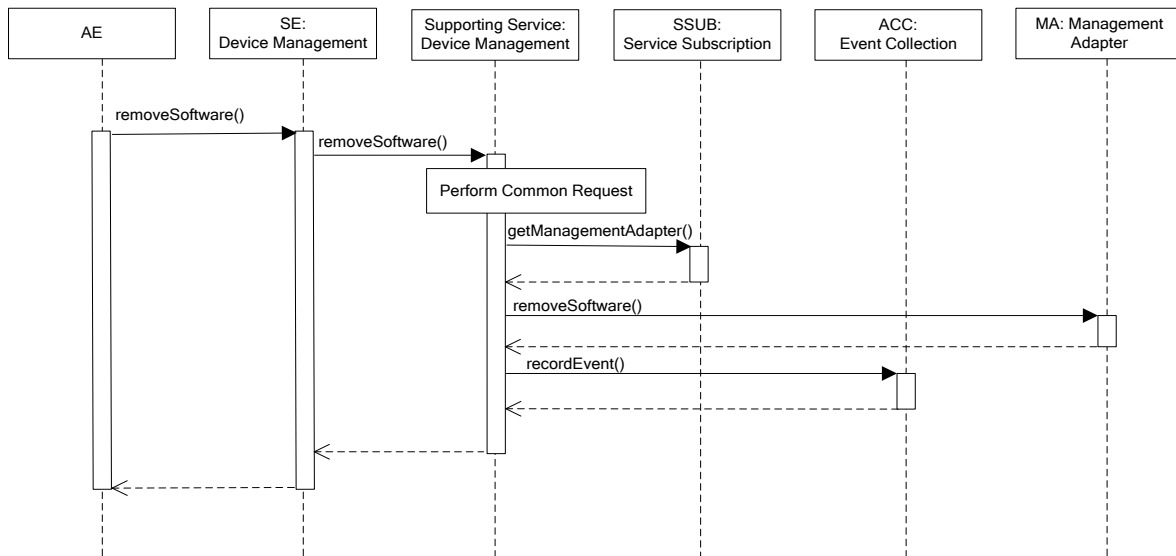 AE
SE:
Device Management
Supporting Service:
Device Management
SSUB:
Service Subscription
ACC:
Event Collection
MA: Management
Adapter
removeSoftware()
removeSoftware()
Perform Common Request
getManagementAdapter()
removeSoftware()
recordEvent()